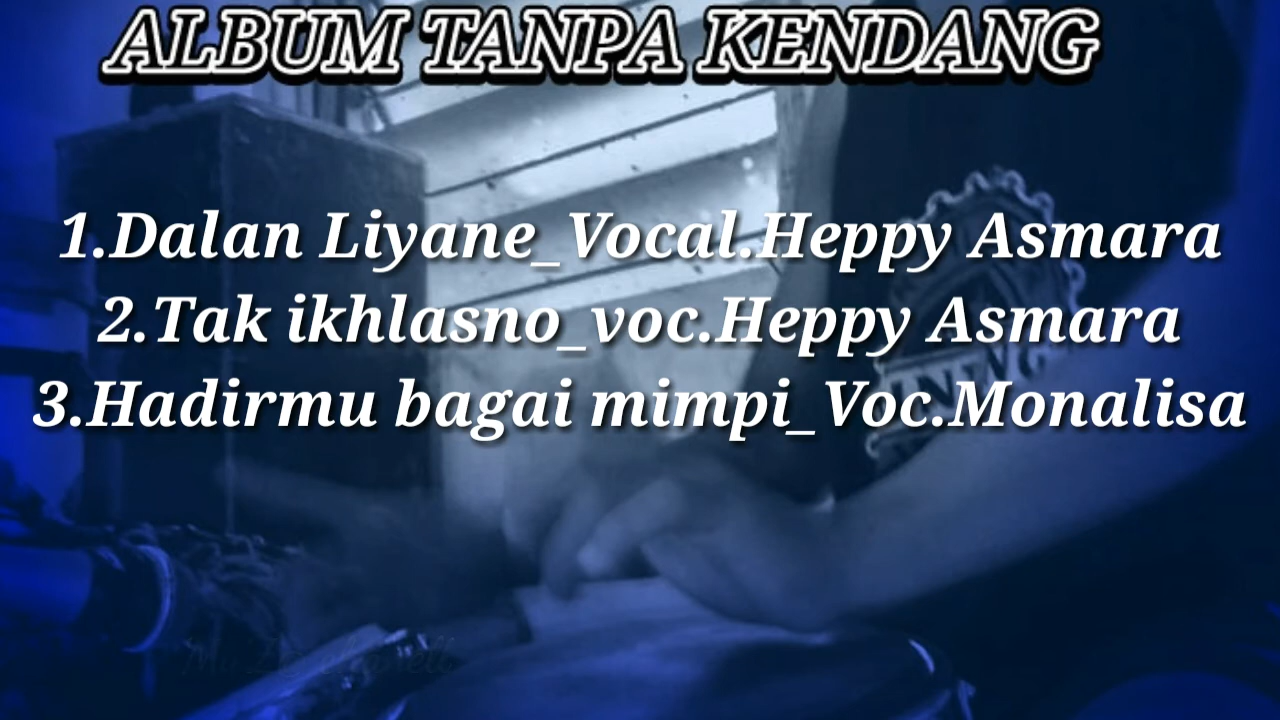 ALBUM TANPA KENDANG
1.Dalan Liyane_Vocal.Heppy Asmara
2.Tak ikhlasno_voc.Heppy Asmara
3.Hadirmu bagai mimpi_Voc.Monalisa